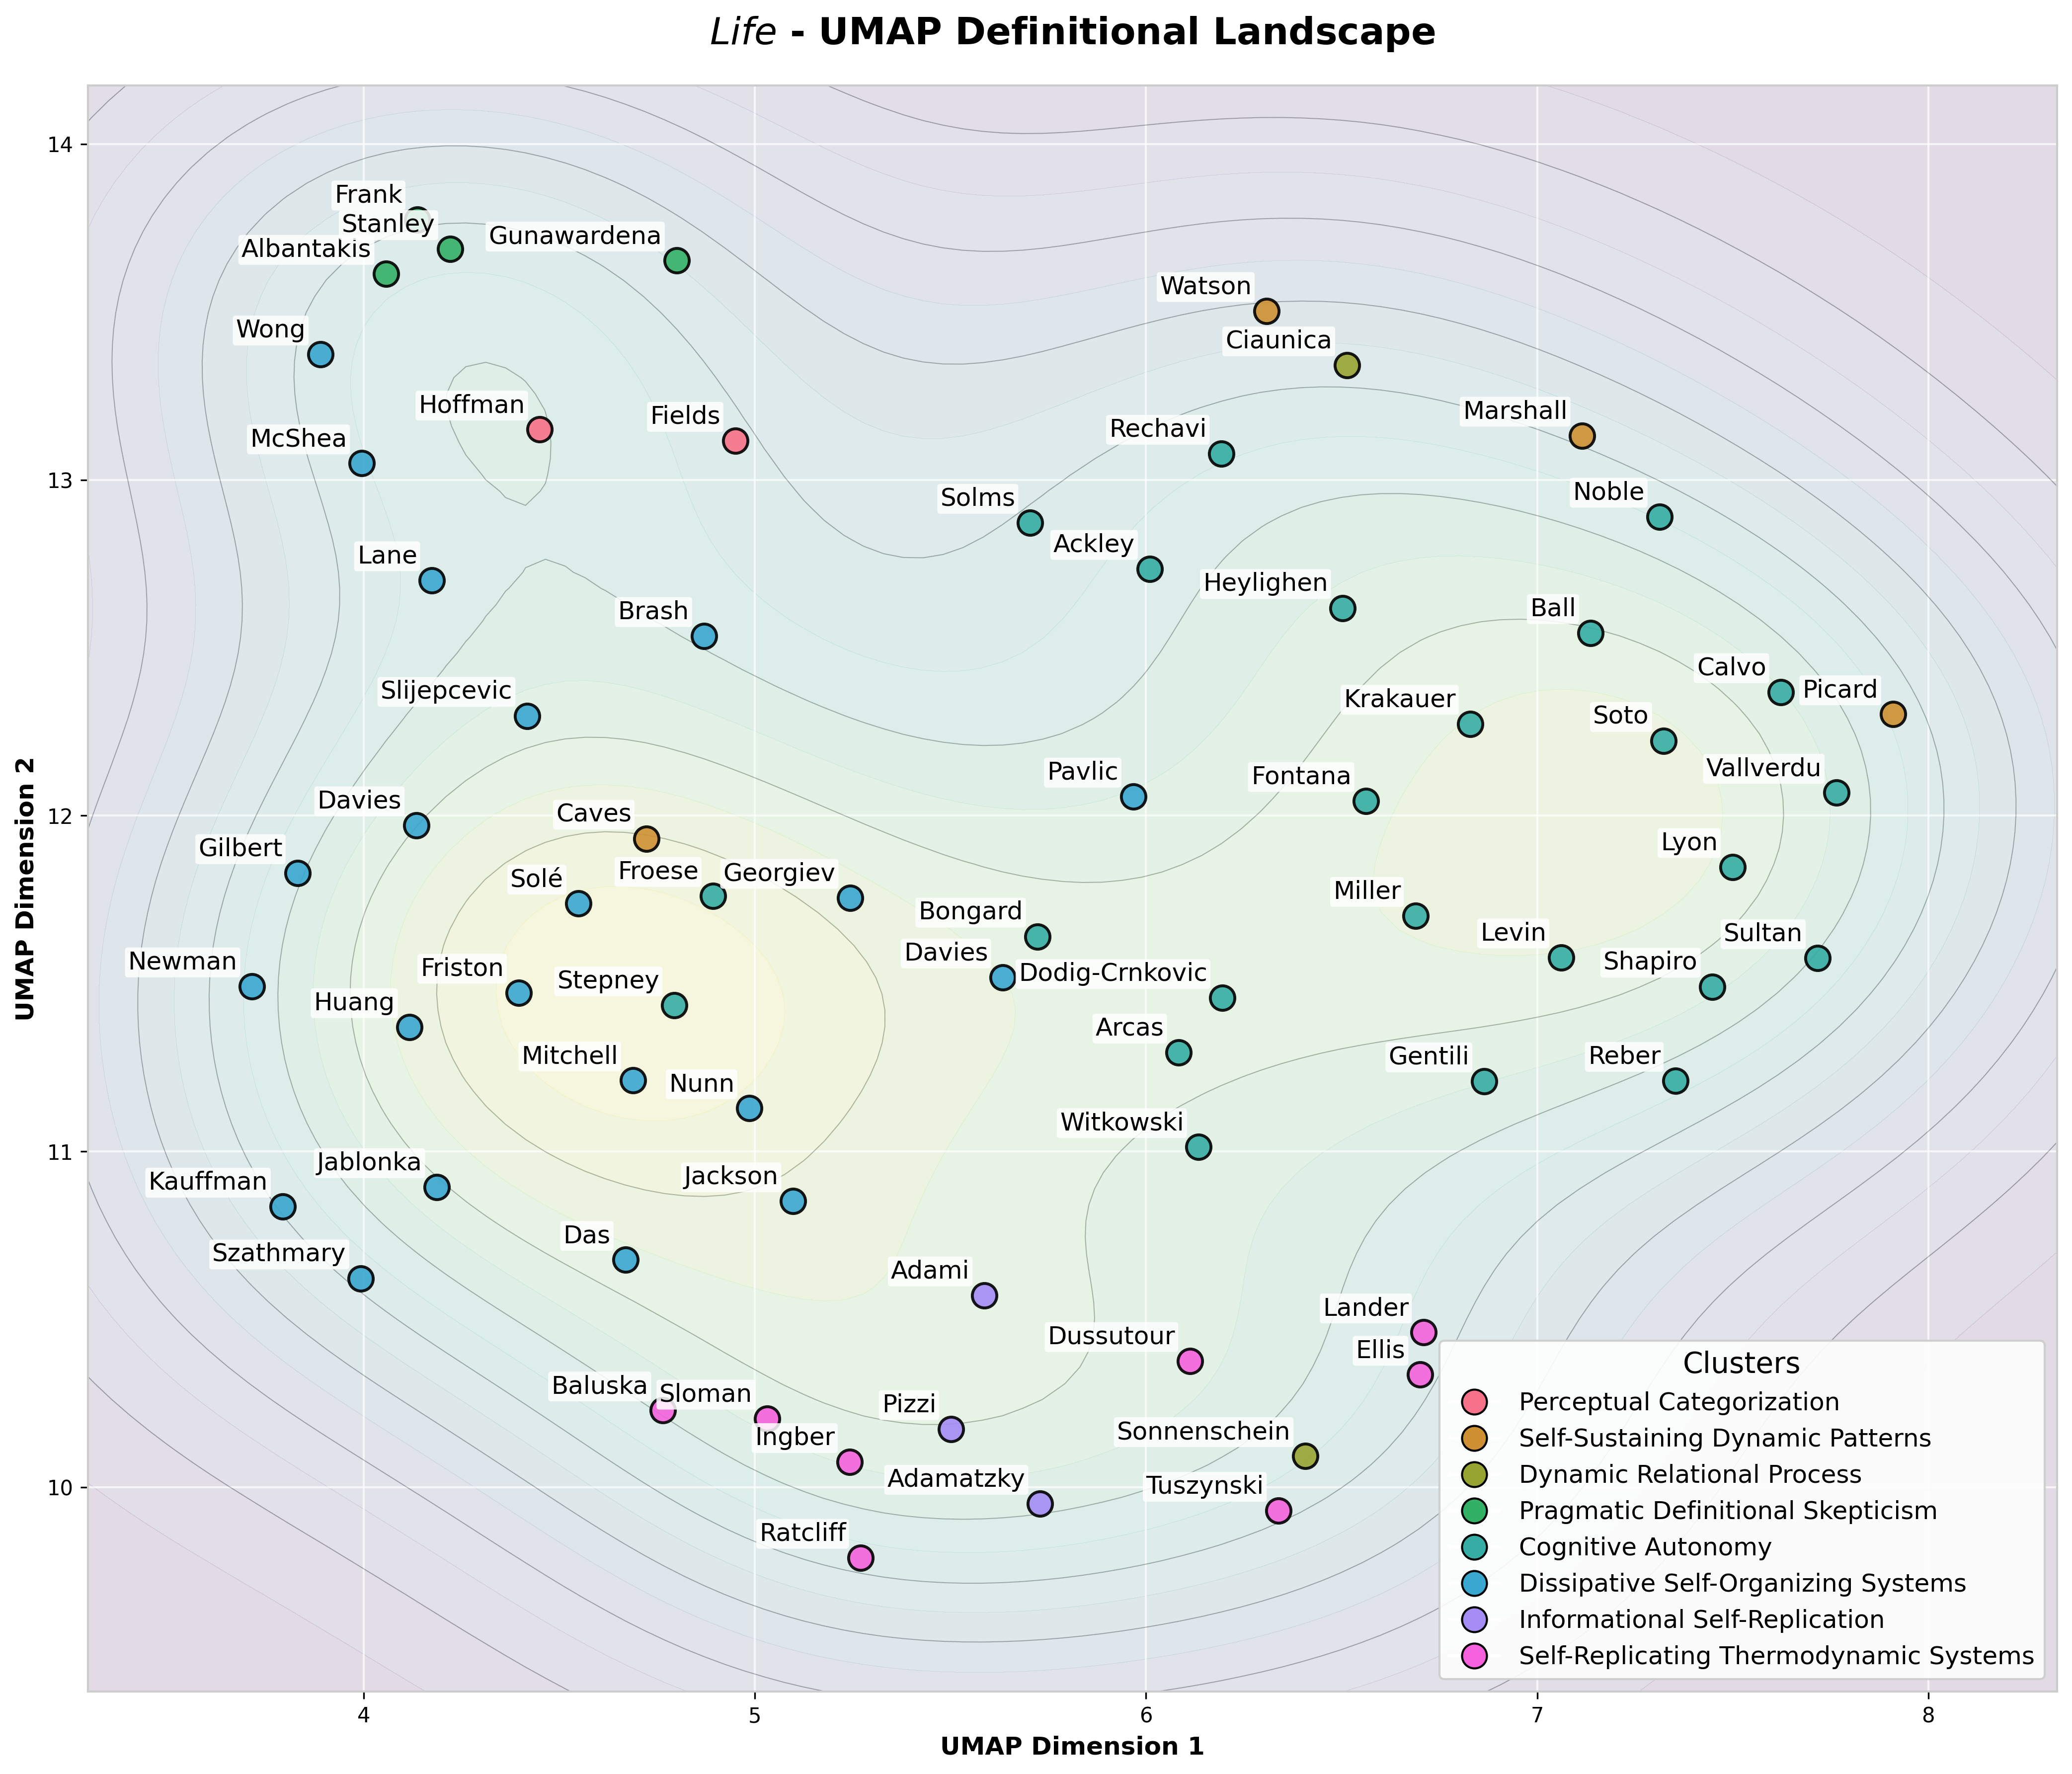 Life - UMAP Definitional Landscape
UMAP Dimension 2
14
13
12
11
10
Frank
Stanley
Albantakis
Gunawardena
Watson
Wong
Ciaunica
Hoffman
Fields
Marshall
McShea
Rechavi
Solms
Noble
Ackley
Lane
Heylighen
Brash
Ball
Calvo
Slijepcevic
Picard
Krakauer
Soto
Pavlic
Fontana
Vallverdu
Davies
Caves
Gilbert
Lyon
Solé
Froese
Georgiev
Miller
Bongard
Levin
Sultan
Davies
Newman
Friston
Stepney
Dodig-Crnkovic
Shapiro
Huang
Arcas
Mitchell
Gentili
Reber
Nunn
Witkowski
Jablonka
Kauffman
Jackson
Das
Szathmary
Adami
Lander
Dussutour
Ellis
Baluska
Sloman
Pizzi
Ingber
Sonnenschein
Adamatzky
Tuszynski
Ratcliff
Clusters
Perceptual Categorization
Self-Sustaining Dynamic Patterns
Dynamic Relational Process
Pragmatic Definitional Skepticism
Cognitive Autonomy
Dissipative Self-Organizing Systems
Informational Self-Replication
Self-Replicating Thermodynamic Systems
4
5
6
7
8
UMAP Dimension 1